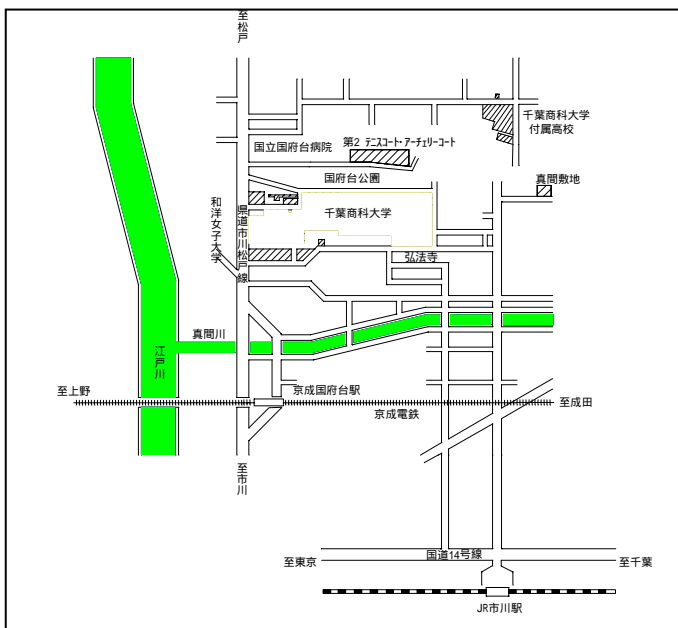 至松戸
千葉商科大学
付属高校
国立国府台病院
第2 テニスコート・アーチェリーコート
国府台公園
真間敷地
和洋女子大学
県道市川松戸線
千葉商科大学
弘法寺
真間川
江戸川
至上野
京成国府台駅
京成電鉄
至成田
至市川
国道14号線
至東京
至千葉
JR市川駅